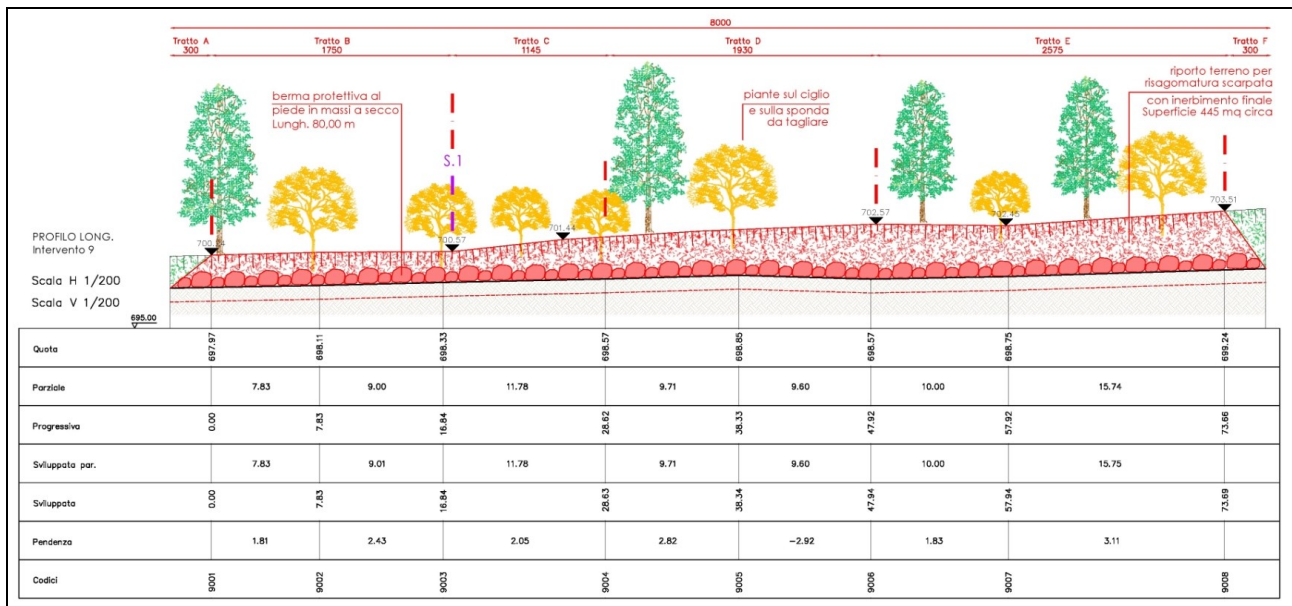 8000
Tratto A Tratto B Tratto C Tratto D Tratto E Tratto F
300 1750 1145 1930 2575 300
berma protettiva al
piede in massi a secco
Lungh. 80,00 m
piante sul ciglio
e sulla sponda
da tagliare
riporto terreno per
risagomatura scarpata
con inerbimento finale
Superficie 445 mq circa
S.1
700.57
701.44
702.57
702.45
703.51
PROFILO LONG.
Intervento 9
Scala H 1/200
Scala V 1/200
695.00
Quota 697.97 698.11 698.33 698.57 698.85 698.57 698.75 699.24
Parziale 7.83 9.00 11.78 9.71 9.60 10.00 15.74
Progressiva 0.00 7.83 16.84 28.62 38.33 47.92 57.92 73.66
Sviluppata par. 7.83 9.01 11.78 9.71 9.60 10.00 15.75
Sviluppata 0.00 7.83 16.84 28.63 38.34 47.94 57.94 73.69
Pendenza 1.81 2.43 2.05 2.82 -2.92 1.83 3.11
Codici 9001 9002 9003 9004 9005 9006 9007 9008